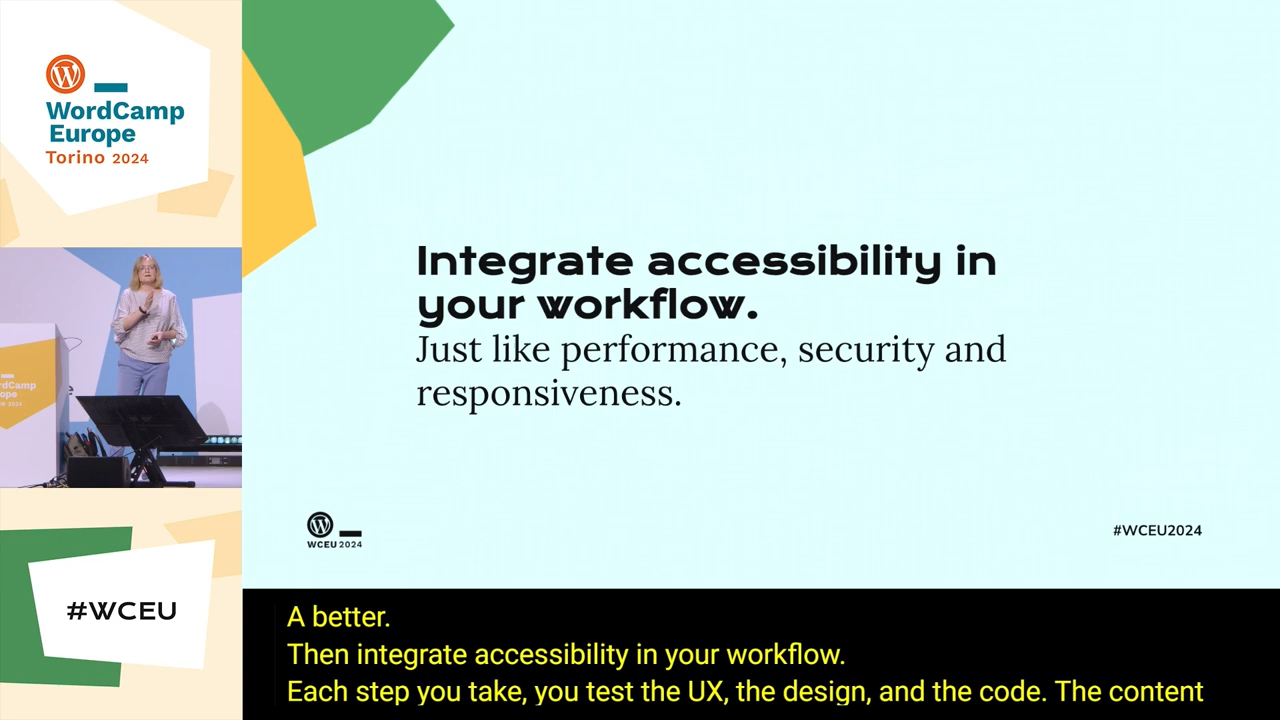 WordCamp
Europe
Torino 2024
Integrate accessibility in
your workflow.
Just like performance, security and
responsiveness.
WCEU 2024
#WCEU2024
#WCEU
A better.
Then integrate accessibility in your workflow.
Each step you take, you test the UX, the design, and the code. The content